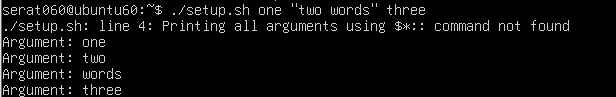 serat060@ubuntu60:~$ ./setup.sh one "two words" three
./setup.sh: line 4: Printing all arguments using $*:: command not found
Argument: one
Argument: two
Argument: words
Argument: three